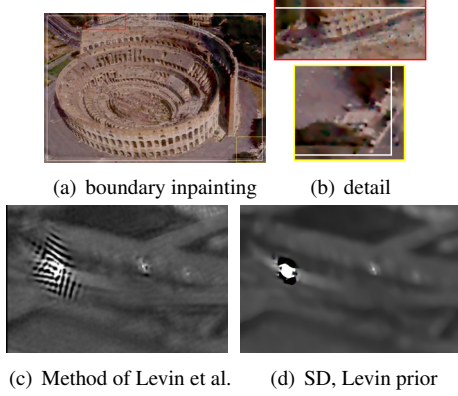 (a) boundary inpainting
(b) detail
(c) Method of Levin et al.
(d) SD, Levin prior